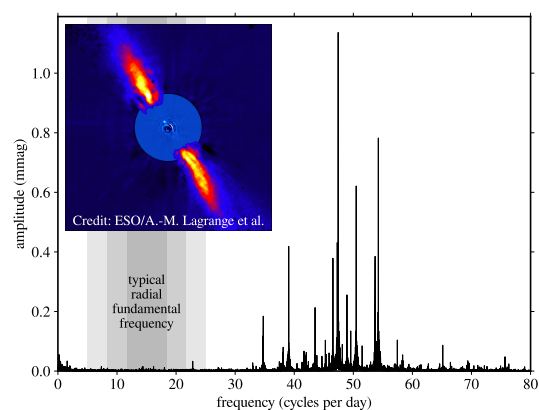 Credit: ESO/A.-M. Lagrange et al.
typical
radial
fundamental
frequency
amplitude (mmag)
1.0
0.8
0.6
0.4
0.2
0.0
0 10 20 30 40 50 60 70 80
frequency (cycles per day)